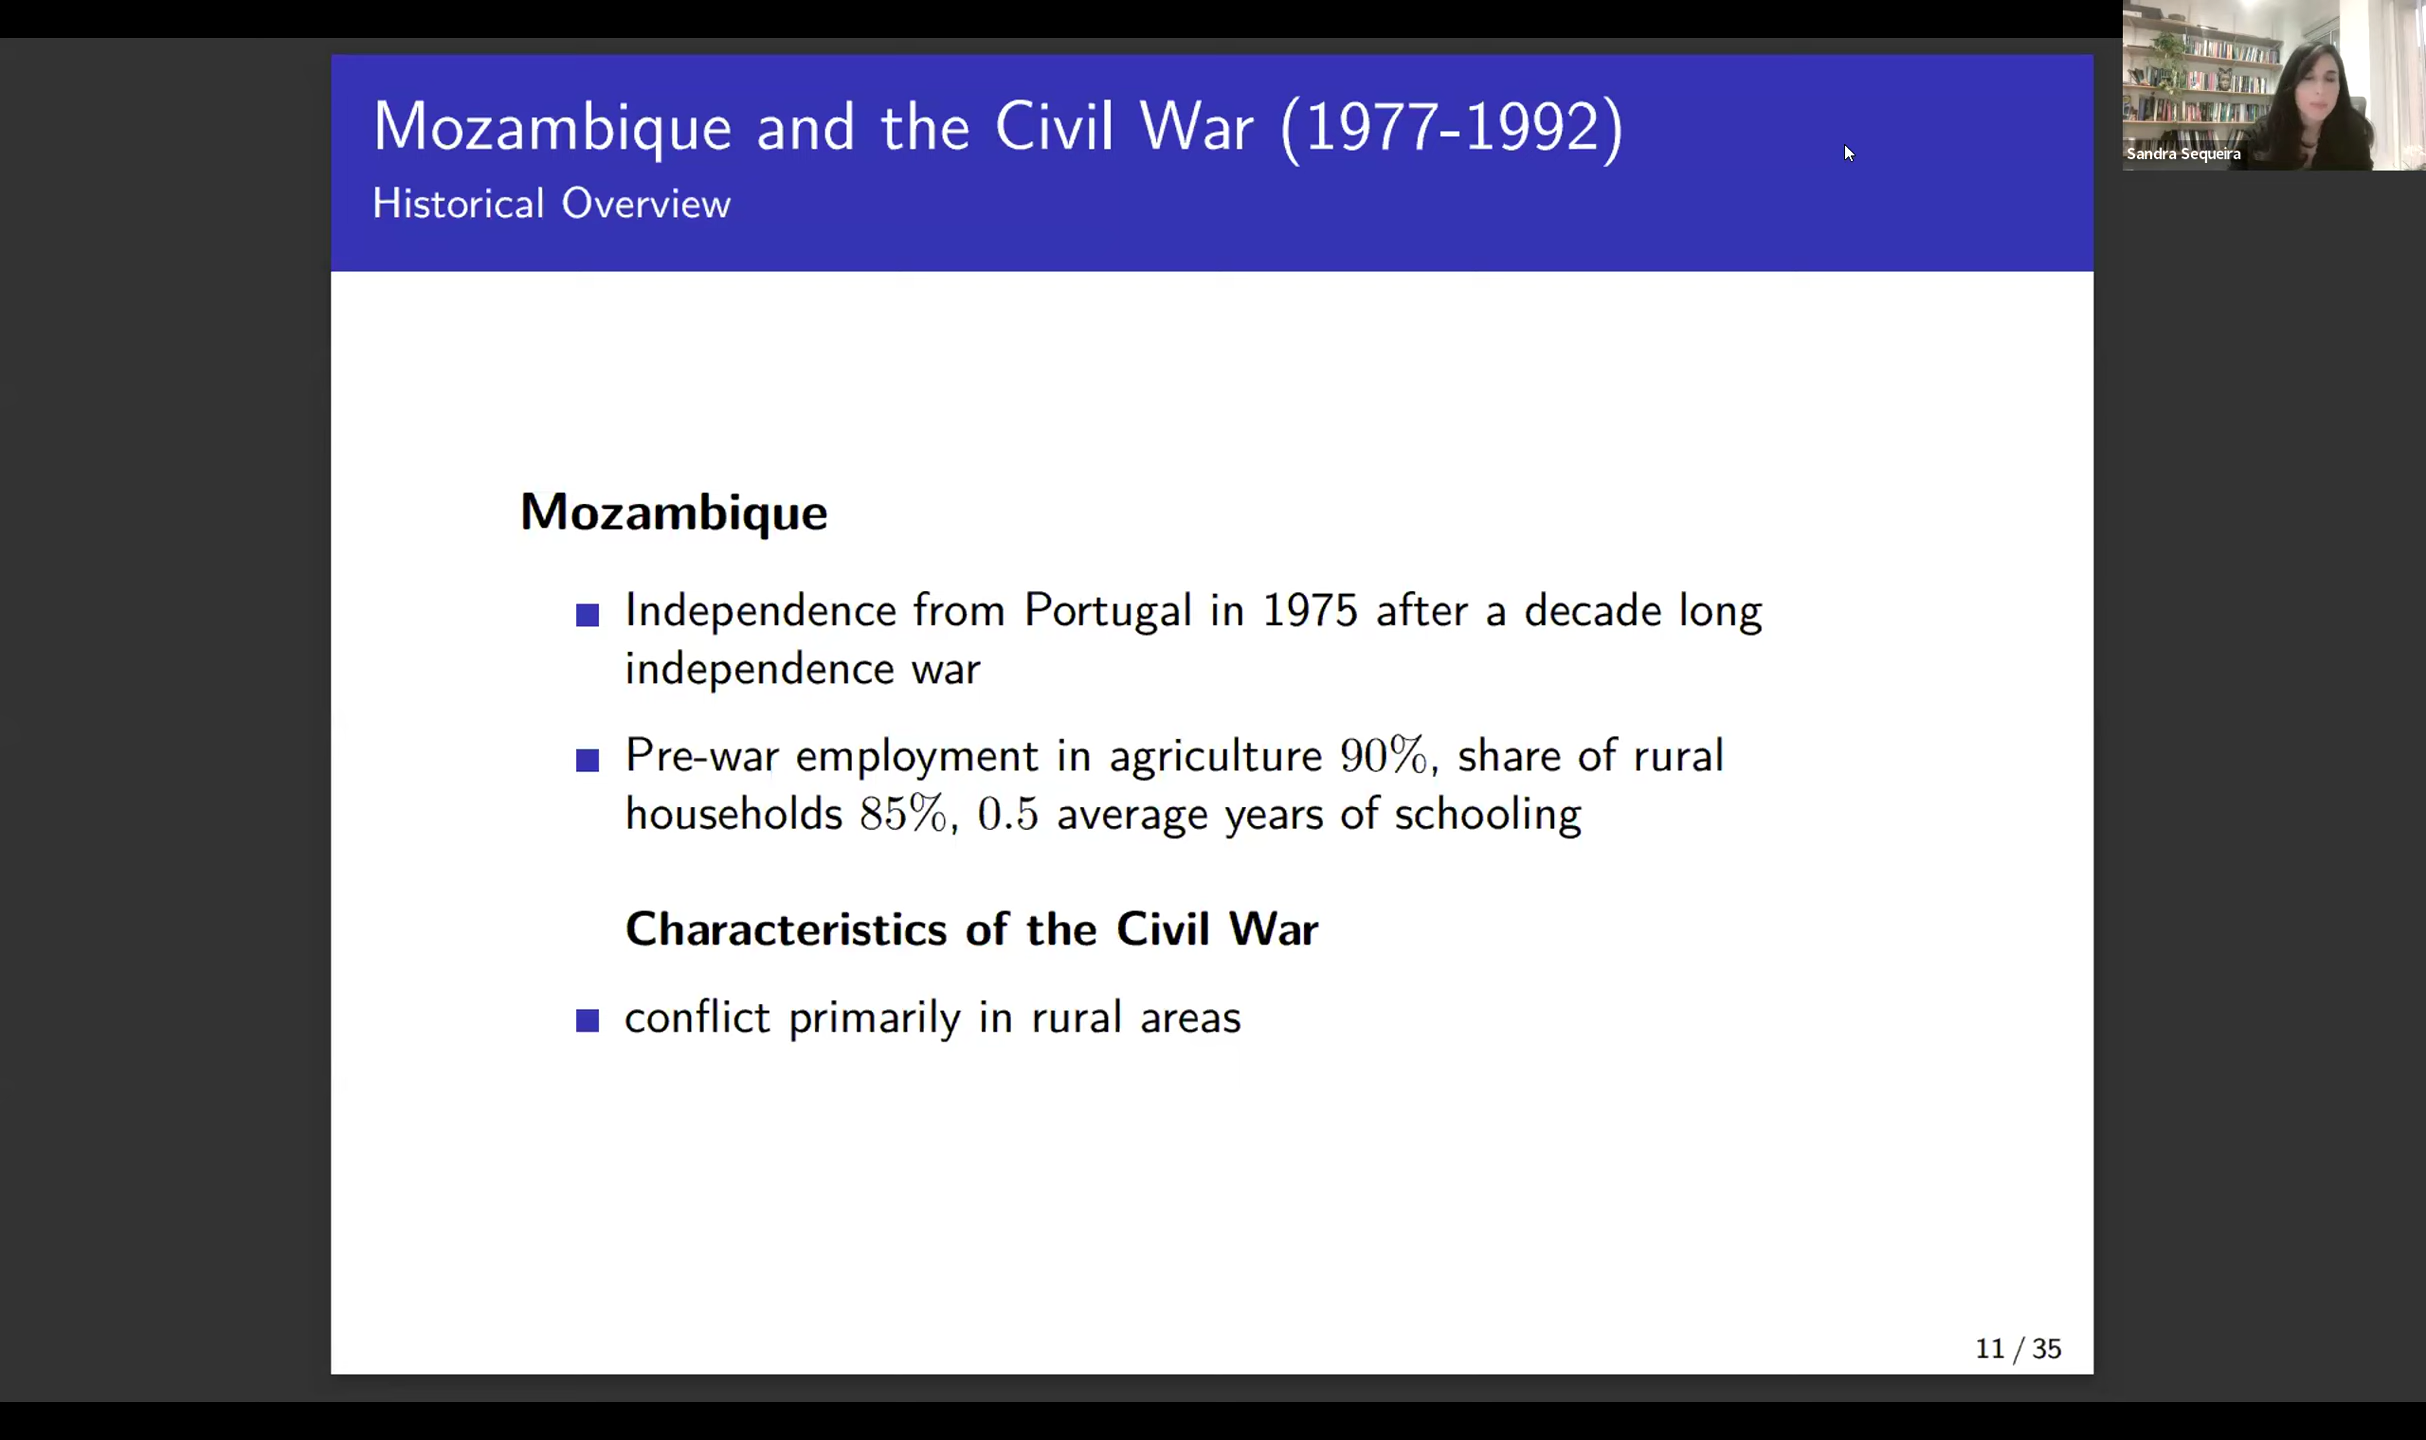 Mozambique and the Civil War (1977-1992)
Historical Overview
Sandra Sequeira
Mozambique
Independence from Portugal in 1975 after a decade long
independence war
Pre-war employment in agriculture 90%, share of rural
households 85%, 0.5 average years of schooling
Characteristics of the Civil War
conflict primarily in rural areas
11 / 35